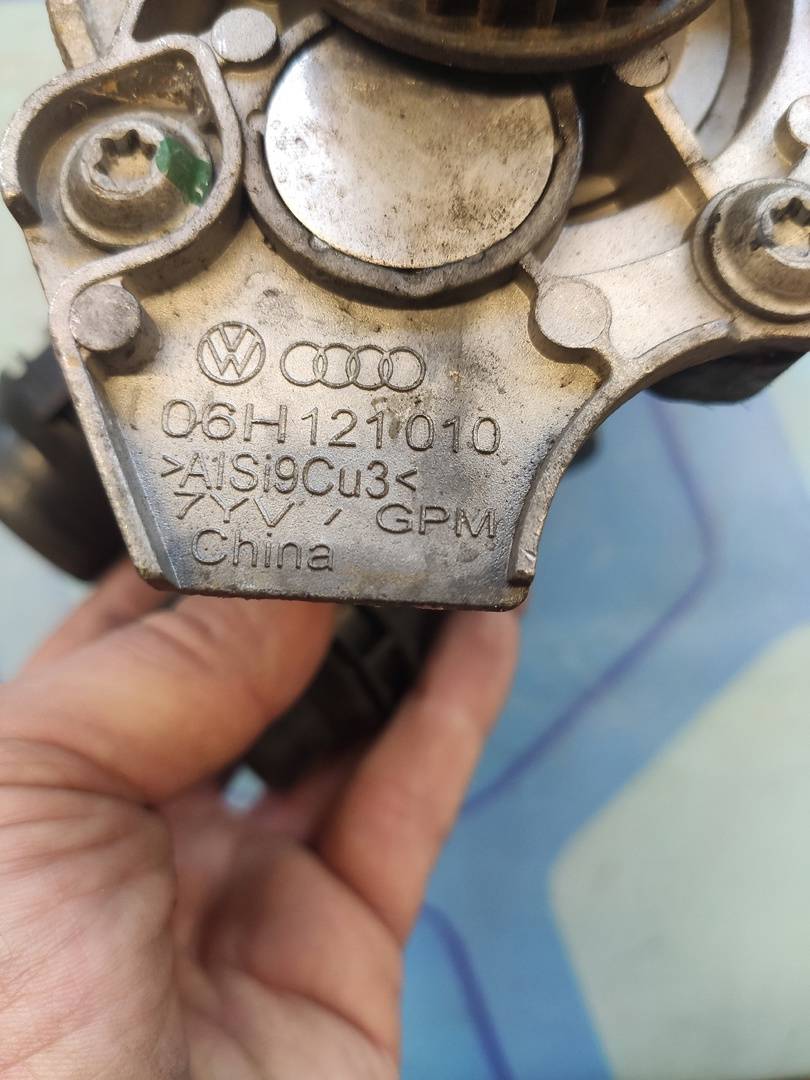 06H 121 010
>AlSi9Cu3<
7YV / GPM
China